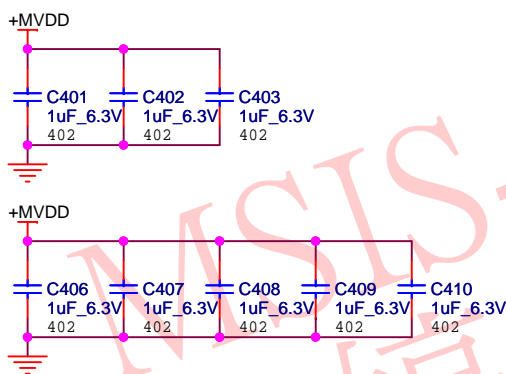 +MVDD
C401 C402 C403
1uF_6.3V 1uF_6.3V 1uF_6.3V
402 402 402
+MVDD
C406 C407 C408 C409 C410
1uF_6.3V 1uF_6.3V 1uF_6.3V 1uF_6.3V 1uF_6.3V
402 402 402 402 402
MSIS-